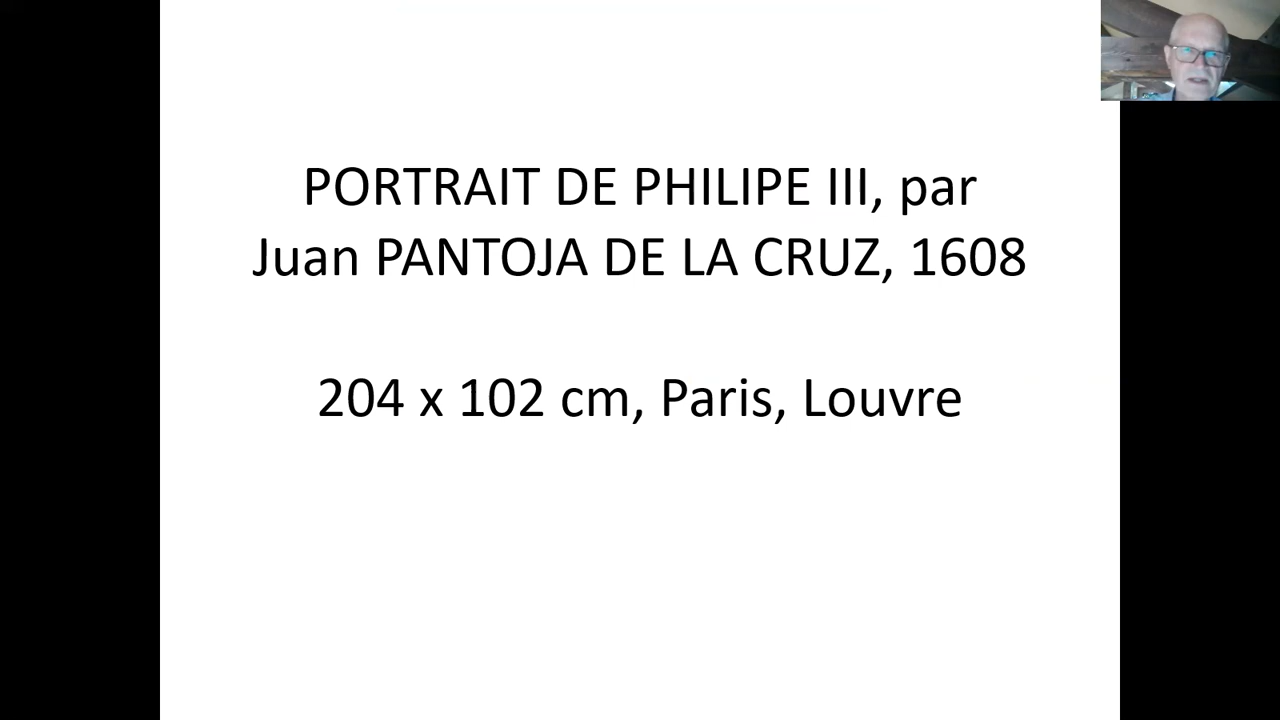 PORTRAIT DE PHILIPE III, par
Juan PANTOJA DE LA CRUZ, 1608
204 x 102 cm, Paris, Louvre